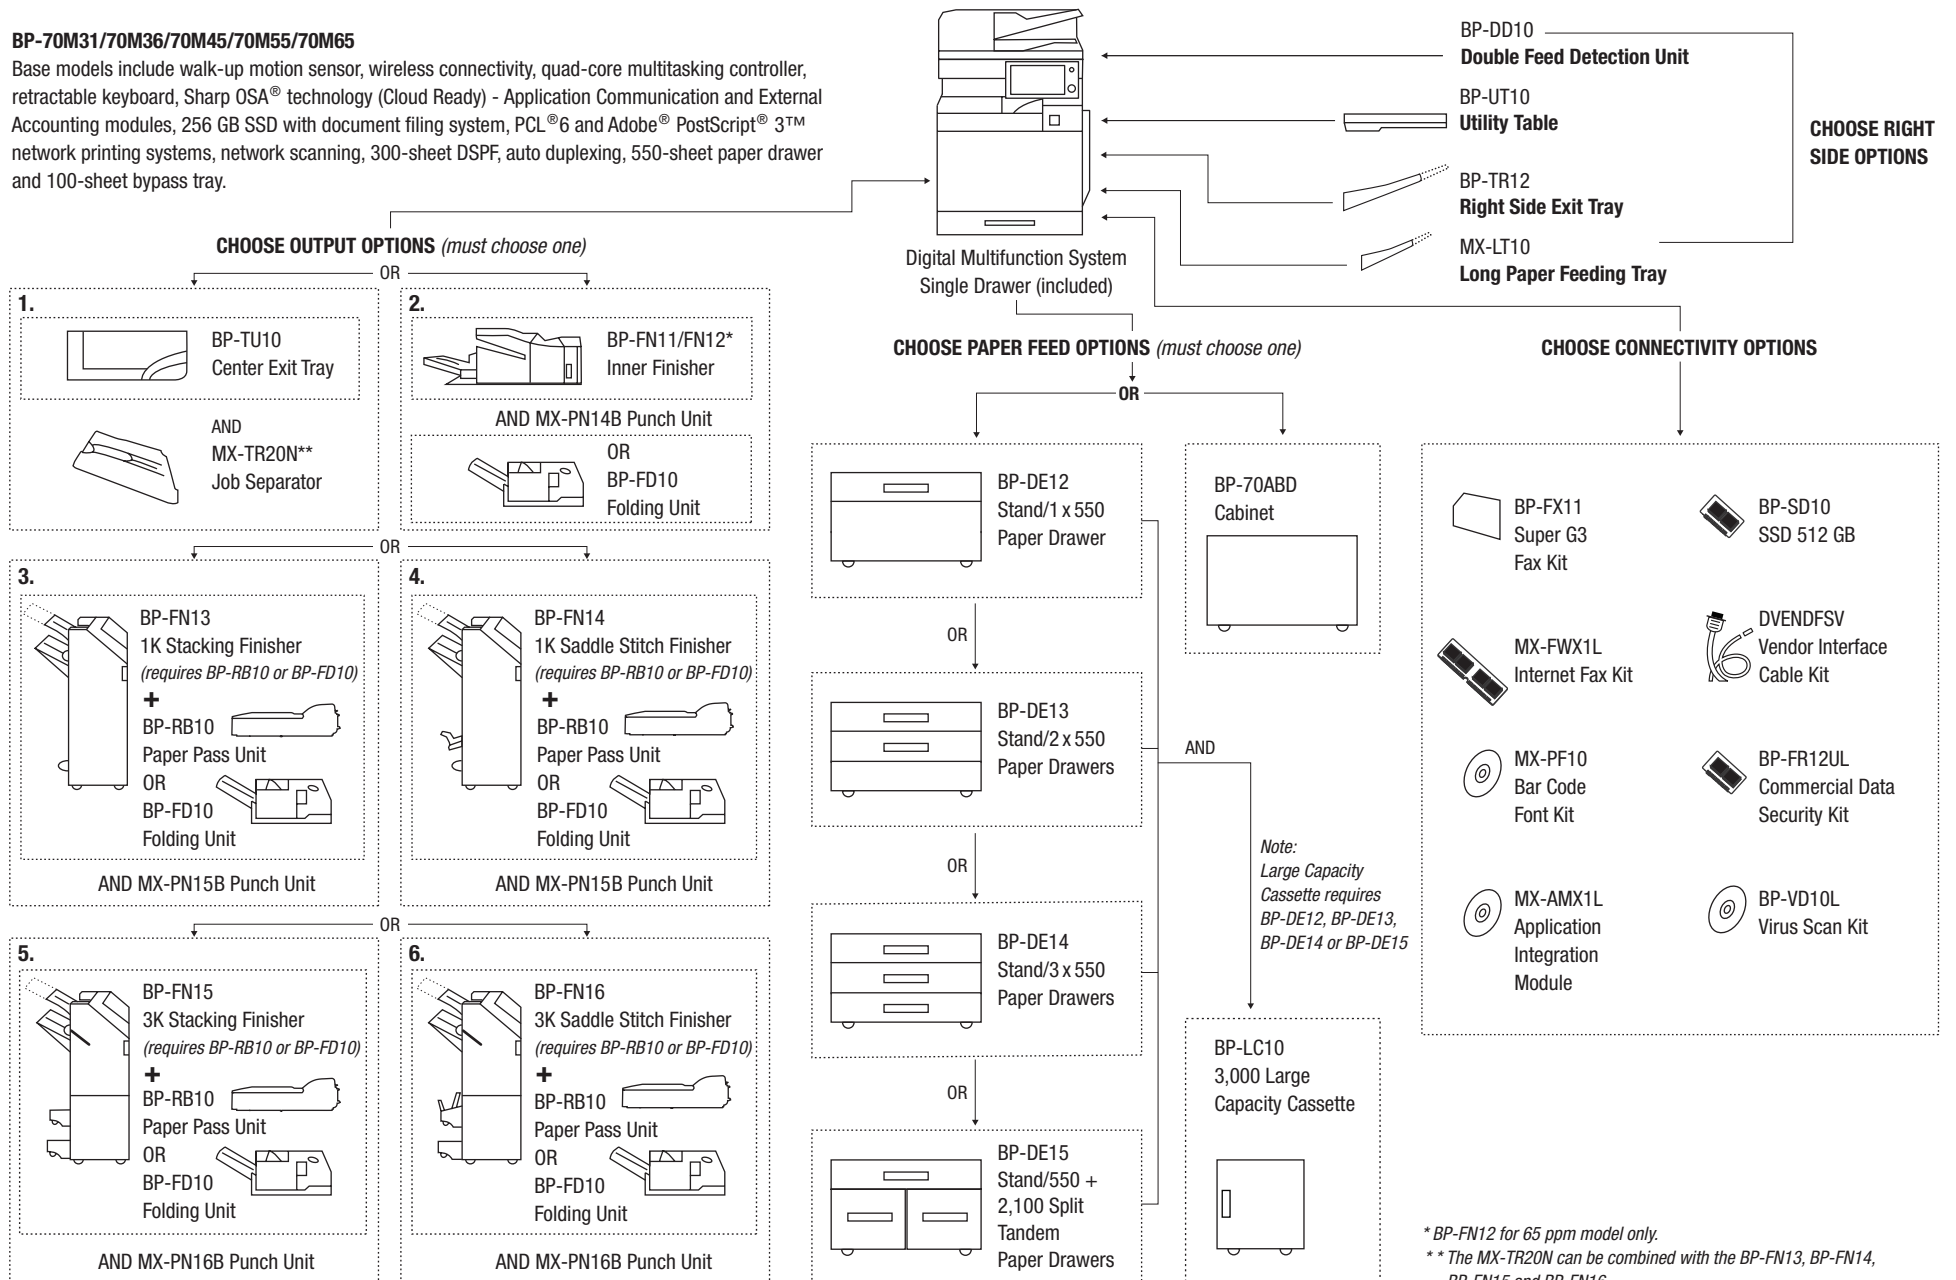 BP-70M31/70M36/70M45/70M55/70M65
Base models include walk-up motion sensor, wireless connectivity, quad-core multitasking controller,
retractable keyboard, Sharp OSA® technology (Cloud Ready) - Application Communication and External
Accounting modules, 256 GB SSD with document filing system, PCL®6 and Adobe® PostScript® 3™
network printing systems, network scanning, 300-sheet DSPF, auto duplexing, 550-sheet paper drawer
and 100-sheet bypass tray.
BP-DD10
Double Feed Detection Unit
BP-UT10
Utility Table
BP-TR12
Right Side Exit Tray
MX-LT10
Long Paper Feeding Tray
CHOOSE RIGHT
SIDE OPTIONS
Digital Multifunction System
Single Drawer (included)
CHOOSE OUTPUT OPTIONS (must choose one)
OR
1.
BP-TU10
Center Exit Tray
AND
MX-TR20N**
Job Separator
2.
BP-FN11/FN12*
Inner Finisher
AND MX-PN14B Punch Unit
OR
BP-FD10
Folding Unit
OR
3.
BP-FN13
1K Stacking Finisher
(requires BP-RB10 or BP-FD10)
+
BP-RB10
Paper Pass Unit
OR
BP-FD10
Folding Unit
AND MX-PN15B Punch Unit
4.
BP-FN14
1K Saddle Stitch Finisher
(requires BP-RB10 or BP-FD10)
+
BP-RB10
Paper Pass Unit
OR
BP-FD10
Folding Unit
AND MX-PN15B Punch Unit
OR
5.
BP-FN15
3K Stacking Finisher
(requires BP-RB10 or BP-FD10)
+
BP-RB10
Paper Pass Unit
OR
BP-FD10
Folding Unit
AND MX-PN16B Punch Unit
6.
BP-FN16
3K Saddle Stitch Finisher
(requires BP-RB10 or BP-FD10)
+
BP-RB10
Paper Pass Unit
OR
BP-FD10
Folding Unit
AND MX-PN16B Punch Unit
CHOOSE PAPER FEED OPTIONS (must choose one)
OR
BP-DE12
Stand/1 x 550
Paper Drawer
OR
BP-DE13
Stand/2 x 550
Paper Drawers
OR
BP-DE14
Stand/3 x 550
Paper Drawers
OR
BP-DE15
Stand/550 +
2,100 Split
Tandem
Paper Drawers
BP-70ABD
Cabinet
AND
Note:
Large Capacity
Cassette requires
BP-DE12, BP-DE13,
BP-DE14 or BP-DE15
BP-LC10
3,000 Large
Capacity Cassette
CHOOSE CONNECTIVITY OPTIONS
BP-FX11
Super G3
Fax Kit
BP-SD10
SSD 512 GB
MX-FWX1L
Internet Fax Kit
DVENDFSV
Vendor Interface
Cable Kit
MX-PF10
Bar Code
Font Kit
BP-FR12UL
Commercial Data
Security Kit
MX-AMX1L
Application
Integration
Module
BP-VD10L
Virus Scan Kit
* BP-FN12 for 65 ppm model only.
* * The MX-TR20N can be combined with the BP-FN13, BP-FN14,
BP-FN15 and BP-FN16